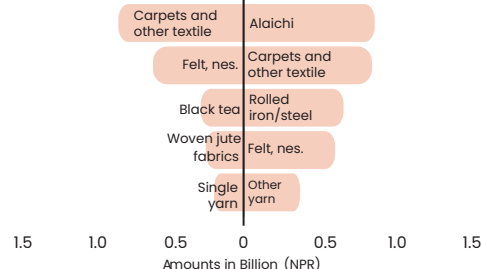 Carpets and
other textile
Alaichi
Felt, nes.
Carpets and
other textile
Black tea
Rolled
iron/steel
Woven jute
fabrics
Felt, nes.
Single
yarn
Other
yarn
1.5 1.0 0.5 0 0.5 1.0 1.5
Amounts in Billion (NPR)